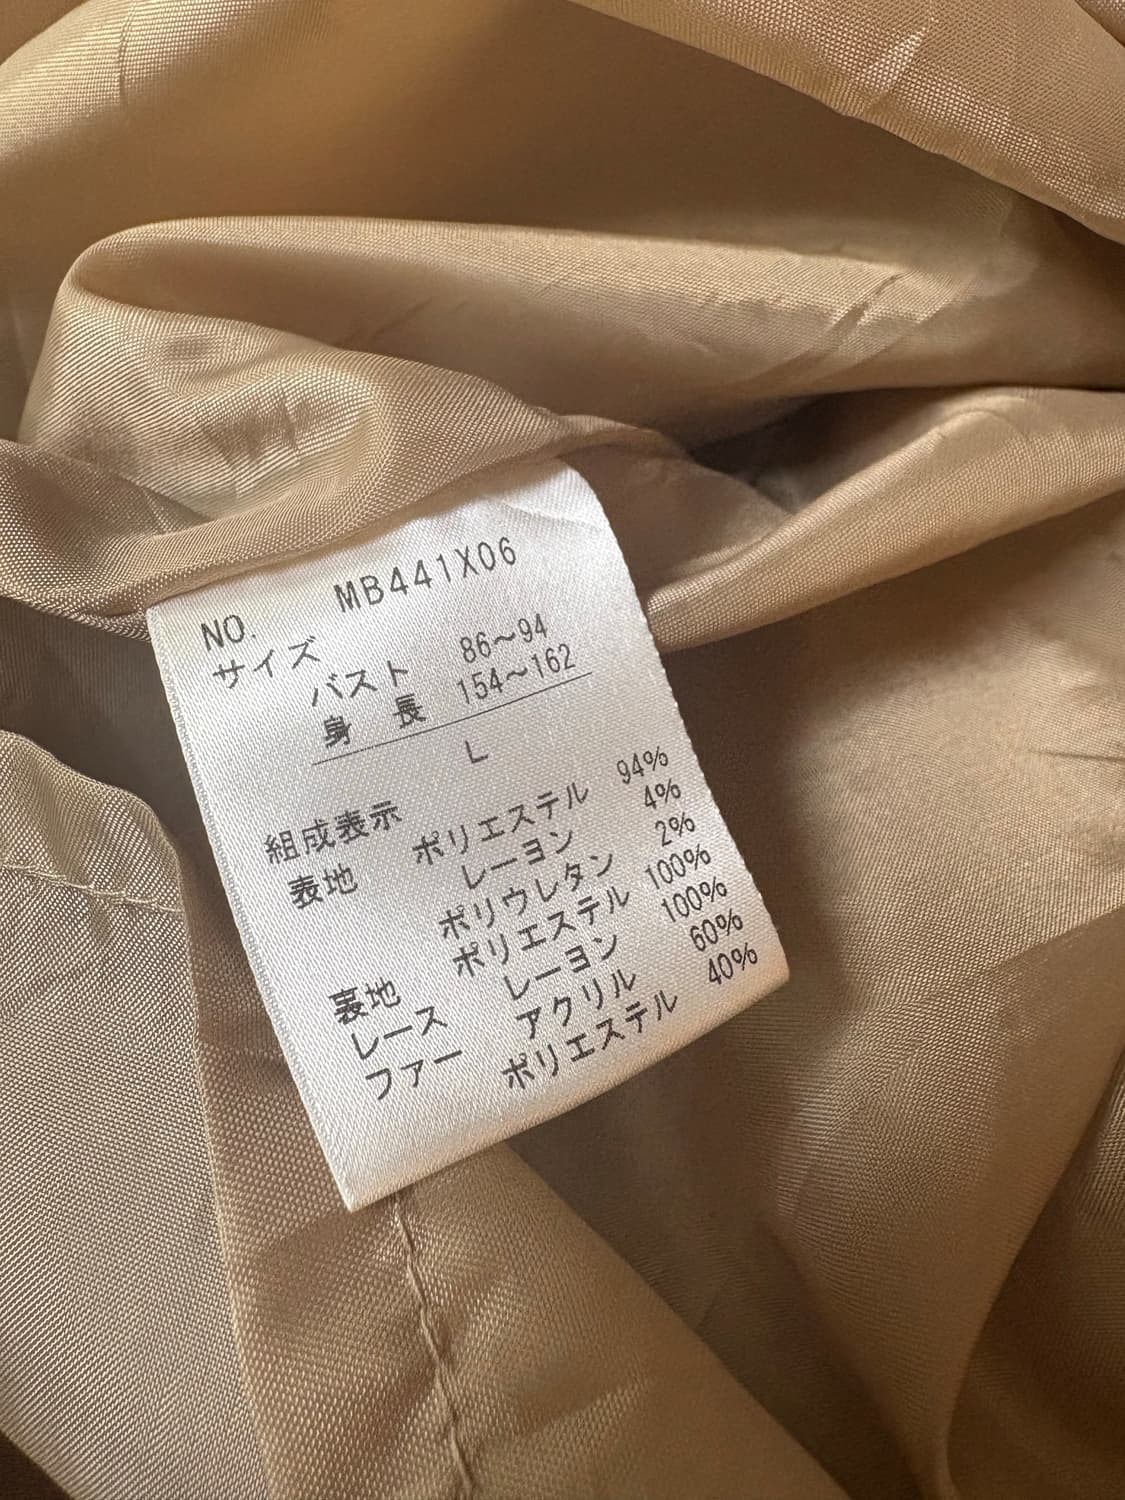 NO. MB441X06
サイズ
バスト 86～94
身 長 154～162
L
組成表示
表地 ポリエステル 94%
レーヨン 4%
ポリウレタン 2%
裏地 ポリエステル 100%
レース レーヨン 100%
ファー アクリル 60%
ポリエステル 40%